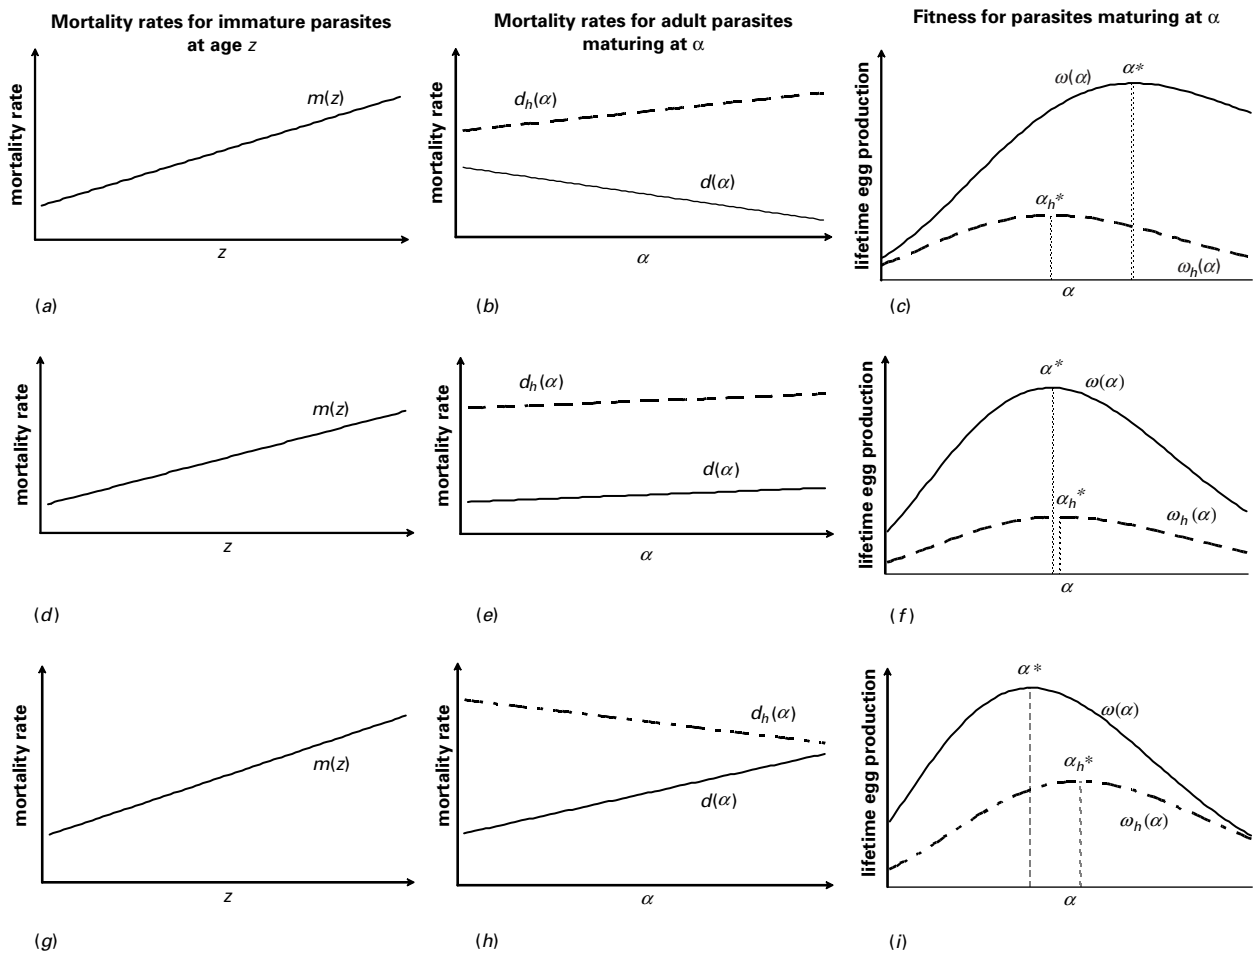 Mortality rates for immature parasites
at age z
Mortality rates for adult parasites
maturing at α
Fitness for parasites maturing at α
mortality rate
m(z)
z
(a)
mortality rate
d_h(α)
d(α)
α
(b)
lifetime egg production
ω(α)
α*
α_h*
ω_h(α)
α
(c)
mortality rate
m(z)
z
(d)
mortality rate
d_h(α)
d(α)
α
(e)
lifetime egg production
α*
ω(α)
α_h*
ω_h(α)
α
(f)
mortality rate
m(z)
z
(g)
mortality rate
d_h(α)
d(α)
α
(h)
lifetime egg production
α*
ω(α)
α_h*
ω_h(α)
α
(i)